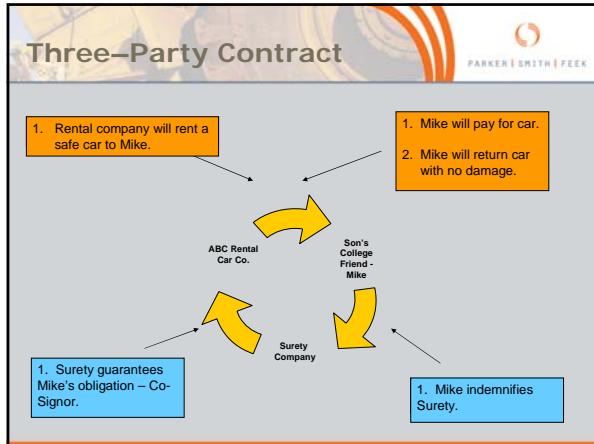 Three–Party Contract
PARKER | SMITH | FEEK
1. Rental company will rent a
safe car to Mike.
1. Mike will pay for car.
2. Mike will return car
with no damage.
ABC Rental
Car Co.
Son's
College
Friend -
Mike
Surety
Company
1. Surety guarantees
Mike's obligation – Co-
Signor.
1. Mike indemnifies
Surety.